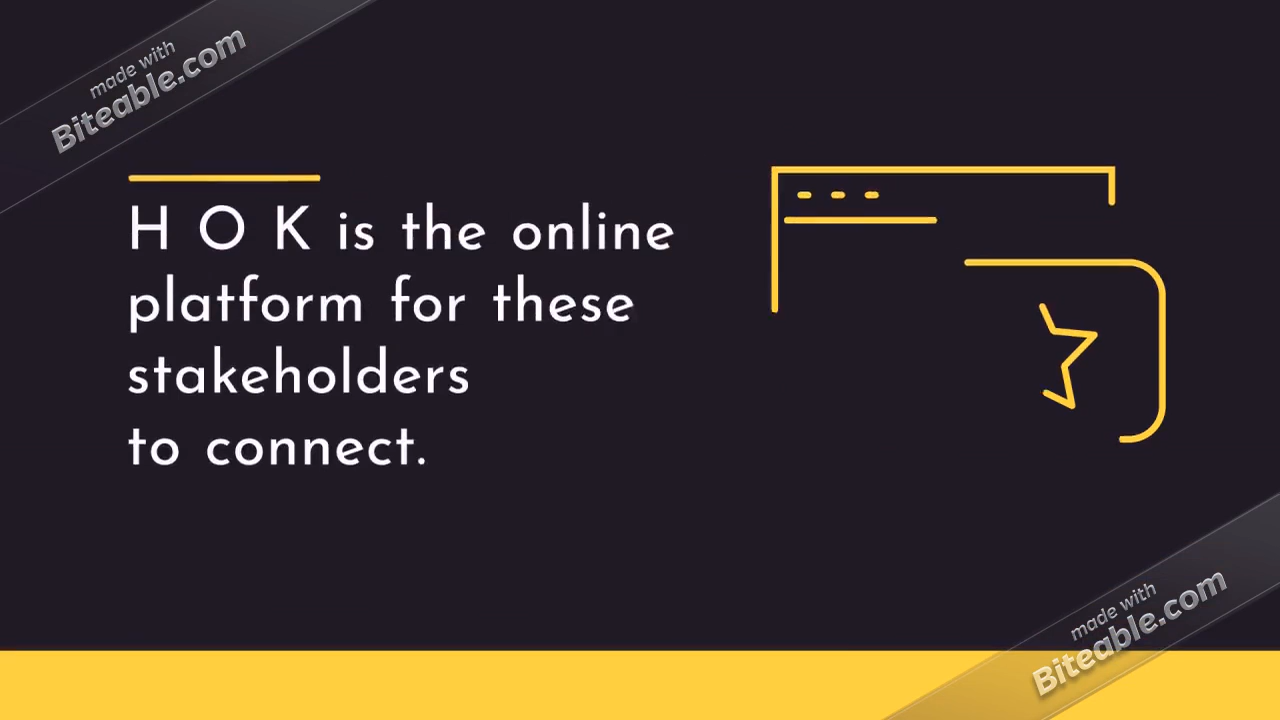 made with
Biteable.com
H O K is the online
platform for these
stakeholders
to connect.
made with
Biteable.com